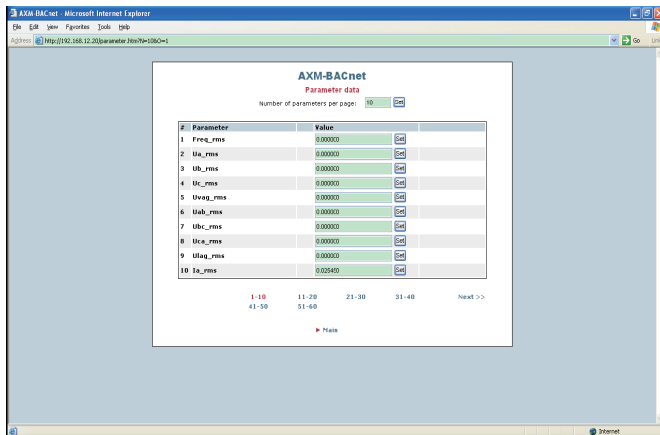 AXM-BACnet - Microsoft Internet Explorer
File Edit View Favorites Tools Help
Address http://192.168.12.20/parameter.htm?N=10&O=1 Go
AXM-BACnet
Parameter data
Number of parameters per page: 10 Set
# Parameter Value
1 Freq_rms 0.000000 Set
2 Ua_rms 0.000000 Set
3 Ub_rms 0.000000 Set
4 Uc_rms 0.000000 Set
5 Uvag_rms 0.000000 Set
6 Uab_rms 0.000000 Set
7 Ubc_rms 0.000000 Set
8 Uca_rms 0.000000 Set
9 Ulag_rms 0.000000 Set
10 Ia_rms Set
1-10 11-20 21-30 31-40 Next >>
41-50 51-60
Main
Internet